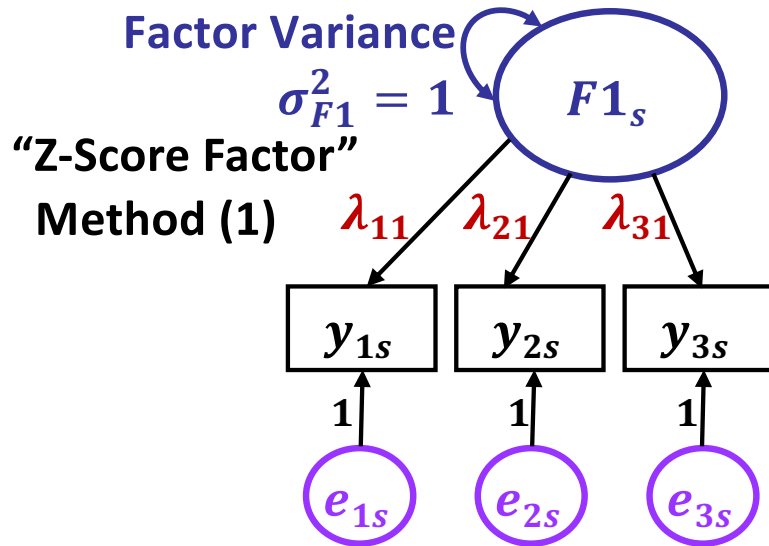 Factor Variance
σ²_F1 = 1
F1ₛ
“Z-Score Factor”
Method (1)
λ₁₁ λ₂₁ λ₃₁
y₁ₛ y₂ₛ y₃ₛ
1 1 1
e₁ₛ e₂ₛ e₃ₛ